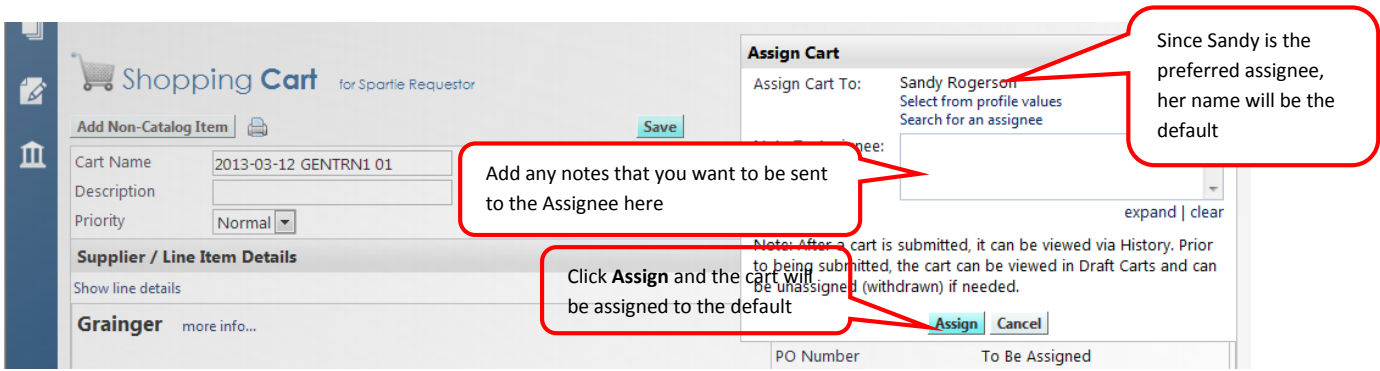 Shopping Cart for Spartie Requestor
Add Non-Catalog Item
Save
Cart Name 2013-03-12 GENTRN1 01
Description
Priority Normal
Supplier / Line Item Details
Show line details
Grainger more info...
Assign Cart
Assign Cart To: Sandy Rogerson
Select from profile values
Search for an assignee
expand | clear
Note: After a cart is submitted, it can be viewed via History. Prior
to being submitted, the cart can be viewed in Draft Carts and can
be unassigned (withdrawn) if needed.
Assign Cancel
PO Number To Be Assigned
Since Sandy is the
preferred assignee,
her name will be the
default
Add any notes that you want to be sent
to the Assignee here
Click Assign and the cart will
be assigned to the default